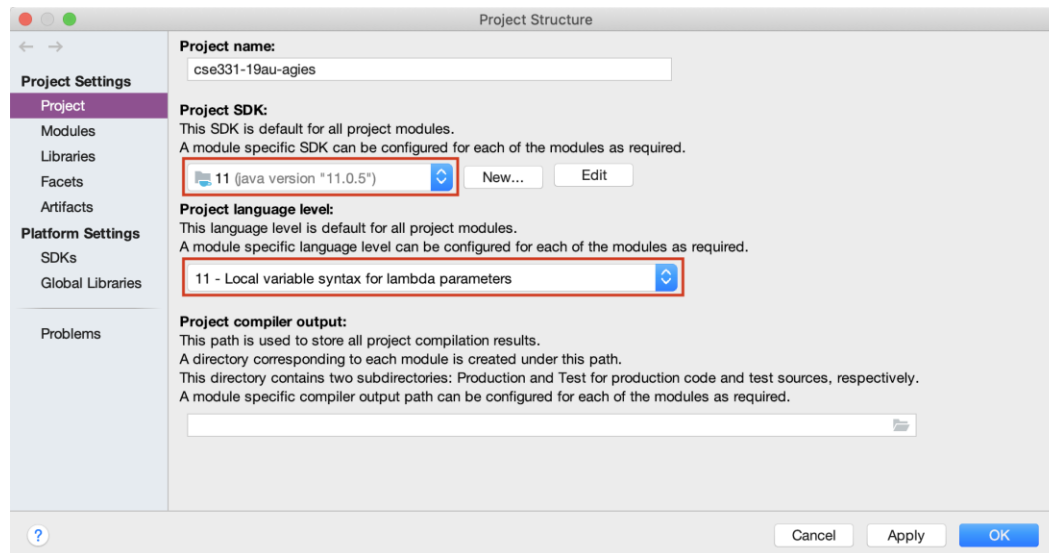 Project Structure
Project Settings
Project
Modules
Libraries
Facets
Artifacts
Platform Settings
SDKs
Global Libraries
Problems
Project name:
cse331-19au-agies
Project SDK:
This SDK is default for all project modules.
A module specific SDK can be configured for each of the modules as required.
11 (java version "11.0.5")
New...
Edit
Project language level:
This language level is default for all project modules.
A module specific language level can be configured for each of the modules as required.
11 - Local variable syntax for lambda parameters
Project compiler output:
This path is used to store all project compilation results.
A directory corresponding to each module is created under this path.
This directory contains two subdirectories: Production and Test for production code and test sources, respectively.
A module specific compiler output path can be configured for each of the modules as required.
?
Cancel
Apply
OK